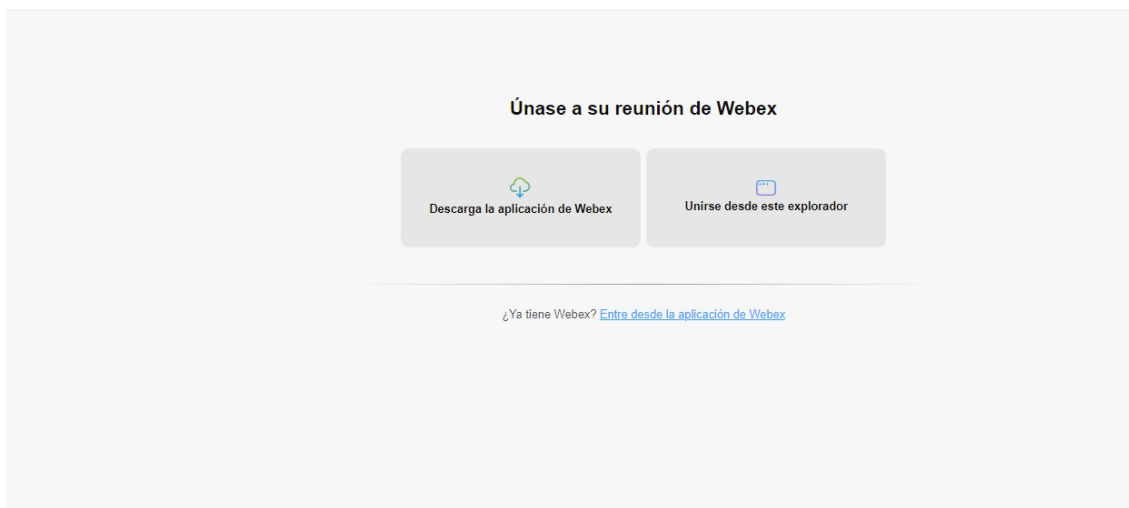 Únase a su reunión de Webex
Descarga la aplicación de Webex
Unirse desde este explorador
¿Ya tiene Webex? Entre desde la aplicación de Webex